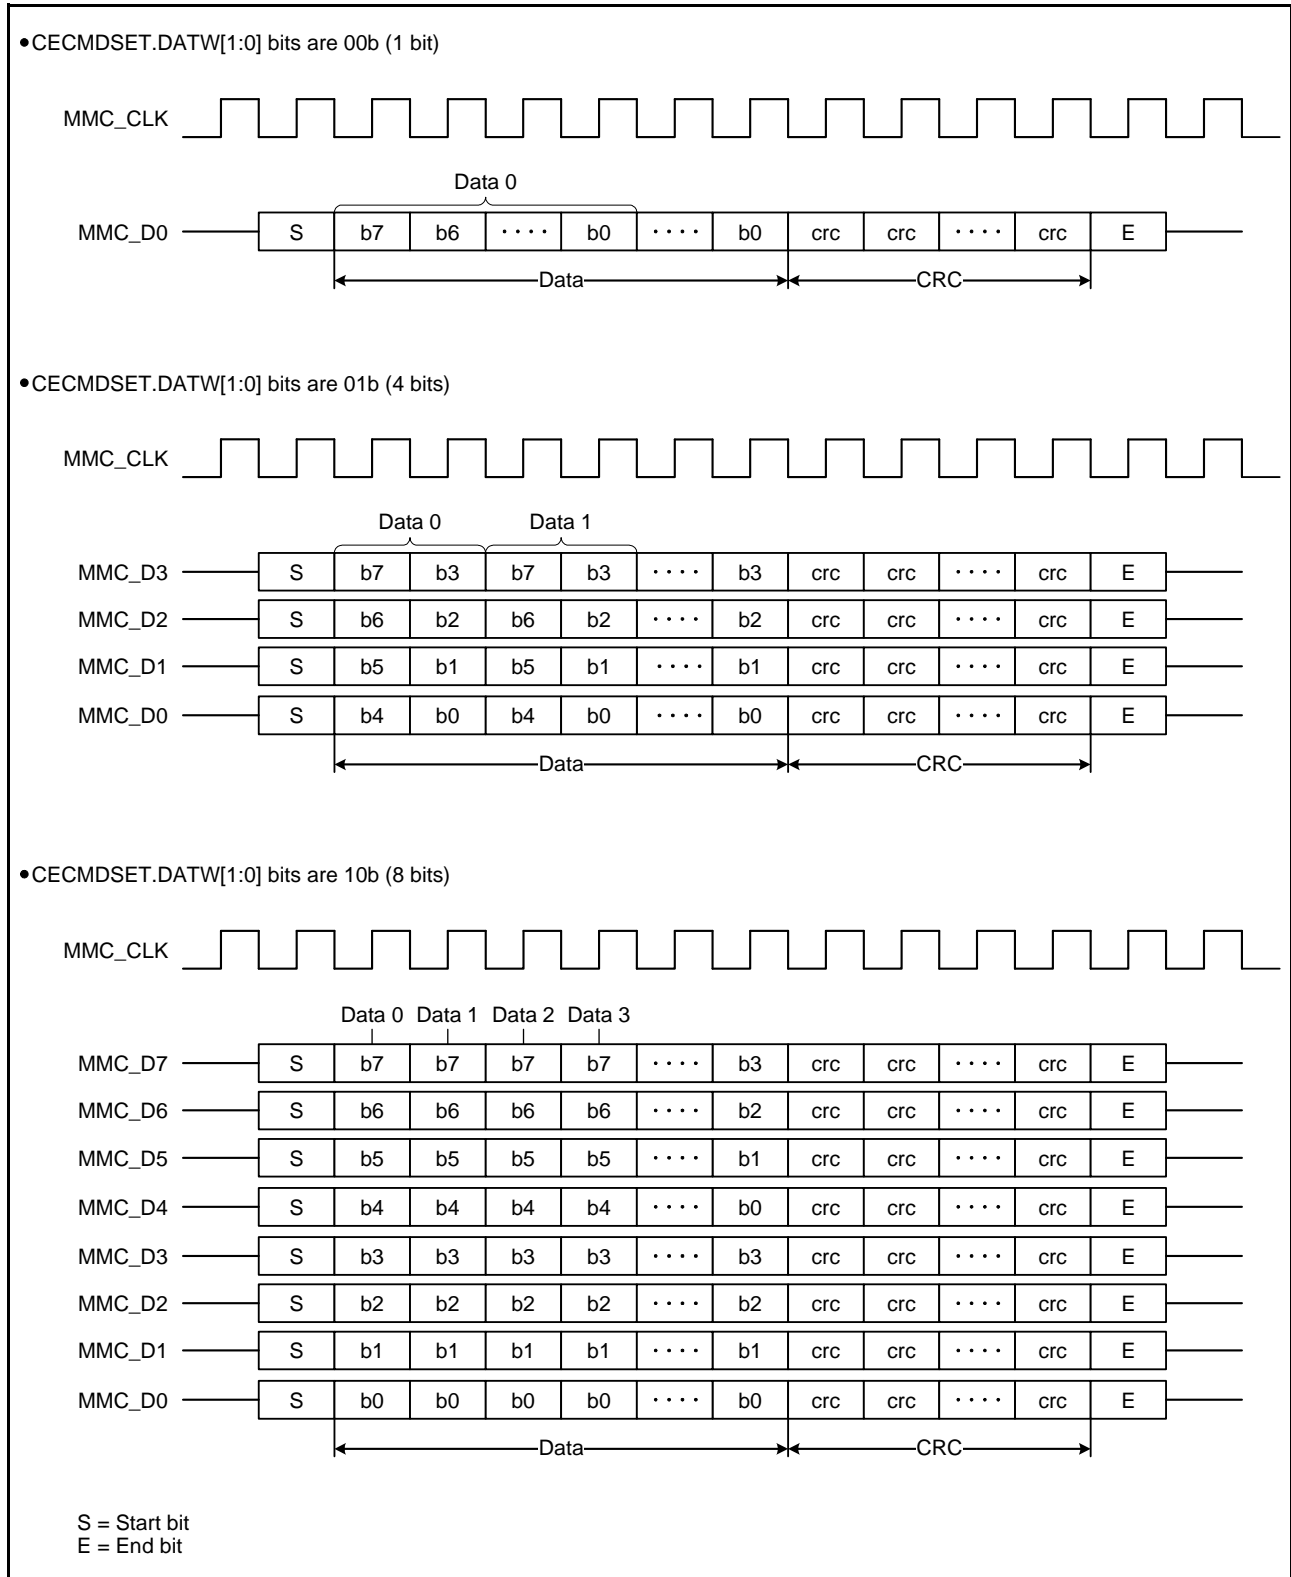 ●CECMDSET.DATW[1:0] bits are 00b (1 bit)
MMC_CLK
Data 0
MMC_D0 S b7 b6 ···· b0 ···· b0 crc crc ···· crc E
Data CRC
●CECMDSET.DATW[1:0] bits are 01b (4 bits)
MMC_CLK
Data 0 Data 1
MMC_D3 S b7 b3 b7 b3 ···· b3 crc crc ···· crc E
MMC_D2 S b6 b2 b6 b2 ···· b2 crc crc ···· crc E
MMC_D1 S b5 b1 b5 b1 ···· b1 crc crc ···· crc E
MMC_D0 S b4 b0 b4 b0 ···· b0 crc crc ···· crc E
Data CRC
●CECMDSET.DATW[1:0] bits are 10b (8 bits)
MMC_CLK
Data 0 Data 1 Data 2 Data 3
MMC_D7 S b7 b7 b7 b7 ···· b3 crc crc ···· crc E
MMC_D6 S b6 b6 b6 b6 ···· b2 crc crc ···· crc E
MMC_D5 S b5 b5 b5 b5 ···· b1 crc crc ···· crc E
MMC_D4 S b4 b4 b4 b4 ···· b0 crc crc ···· crc E
MMC_D3 S b3 b3 b3 b3 ···· b3 crc crc ···· crc E
MMC_D2 S b2 b2 b2 b2 ···· b2 crc crc ···· crc E
MMC_D1 S b1 b1 b1 b1 ···· b1 crc crc ···· crc E
MMC_D0 S b0 b0 b0 b0 ···· b0 crc crc ···· crc E
Data CRC
S = Start bit
E = End bit